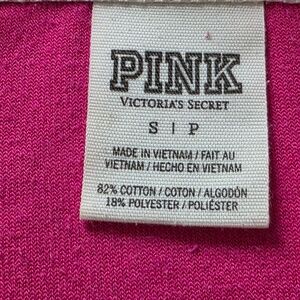 PINK
VICTORIA'S SECRET
S | P
MADE IN VIETNAM / FAIT AU
VIETNAM / HECHO EN VIETNAM
82% COTTON / COTON / ALGODÓN
18% POLYESTER / POLIÉSTER